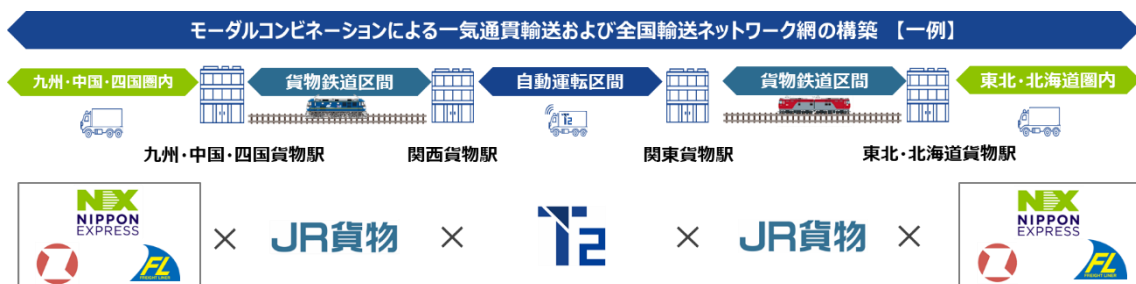 モーダルコンビネーションによる一気通貫輸送および全国輸送ネットワーク網の構築 【一例】
九州・中国・四国圏内
貨物鉄道区間
自動運転区間
貨物鉄道区間
東北・北海道圏内
T2
九州・中国・四国貨物駅
関西貨物駅
関東貨物駅
東北・北海道貨物駅
NX
NIPPON
EXPRESS
FL
FREIGHT LINER
×
JR貨物
×
T2
×
JR貨物
×
NX
NIPPON
EXPRESS
FL
FREIGHT LINER